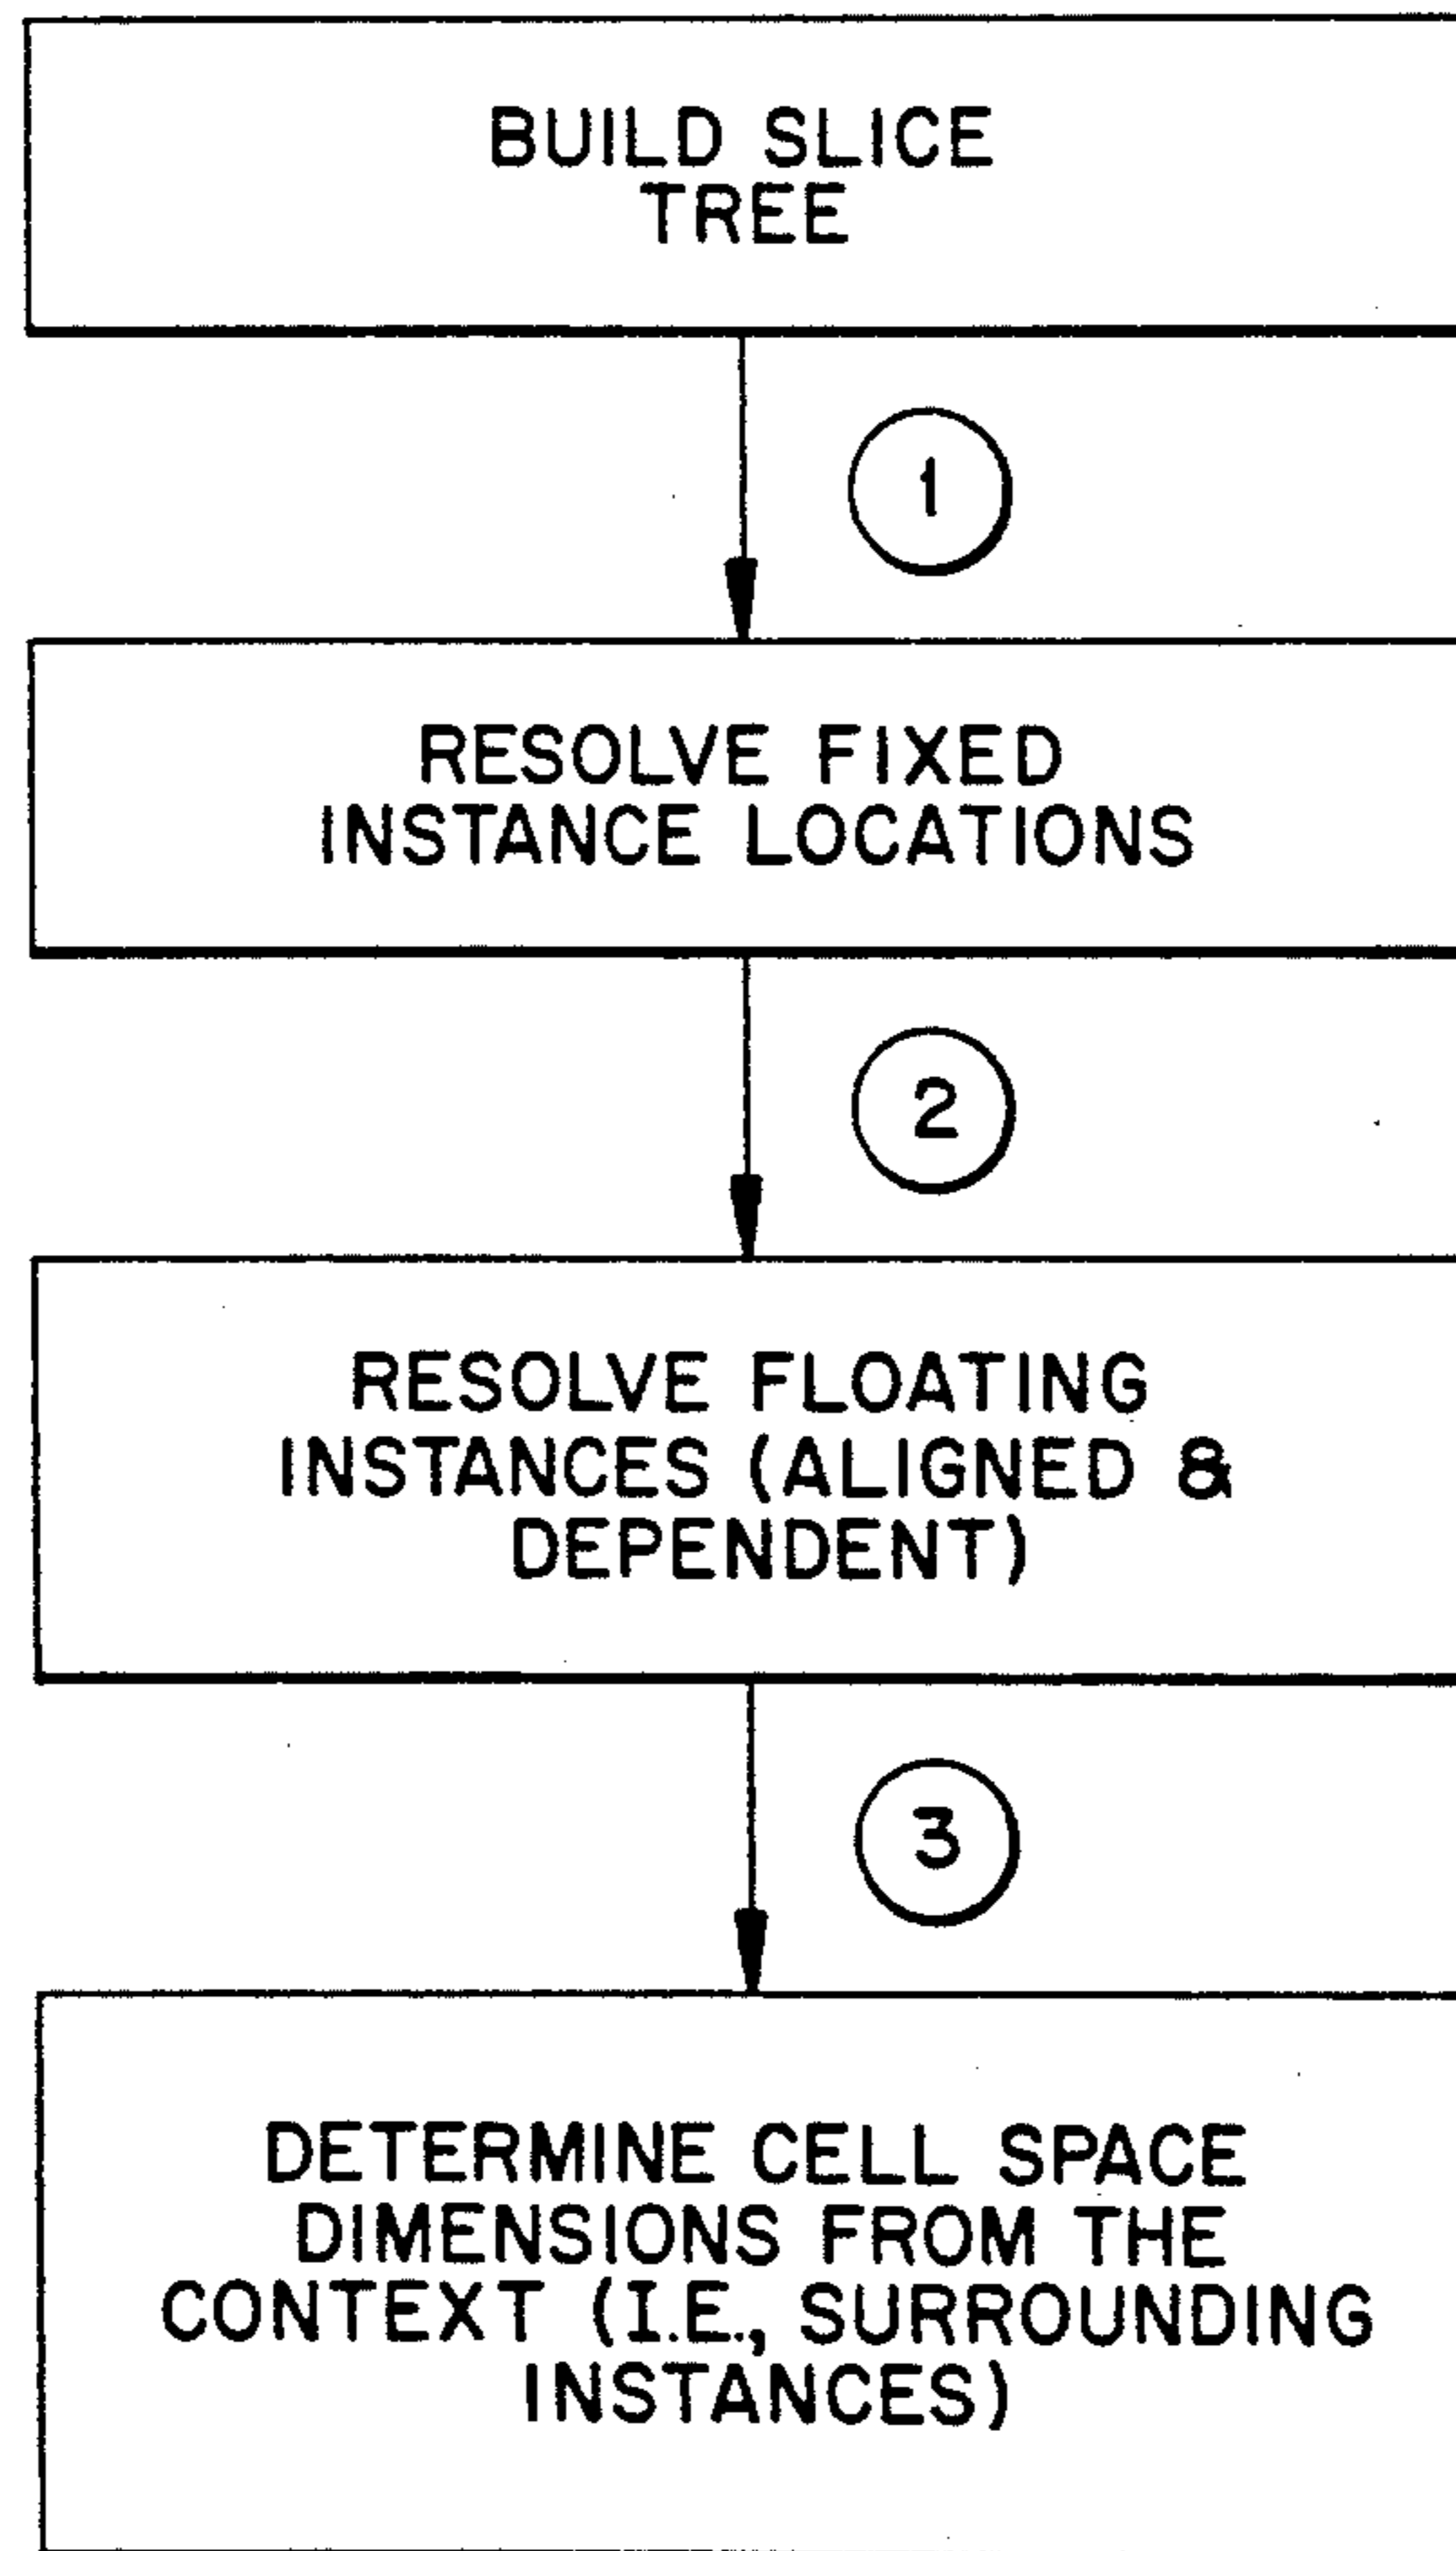 BUILD SLICE
TREE
1
RESOLVE FIXED
INSTANCE LOCATIONS
2
RESOLVE FLOATING
INSTANCES (ALIGNED &
DEPENDENT)
3
DETERMINE CELL SPACE
DIMENSIONS FROM THE
CONTEXT (I.E., SURROUNDING
INSTANCES)